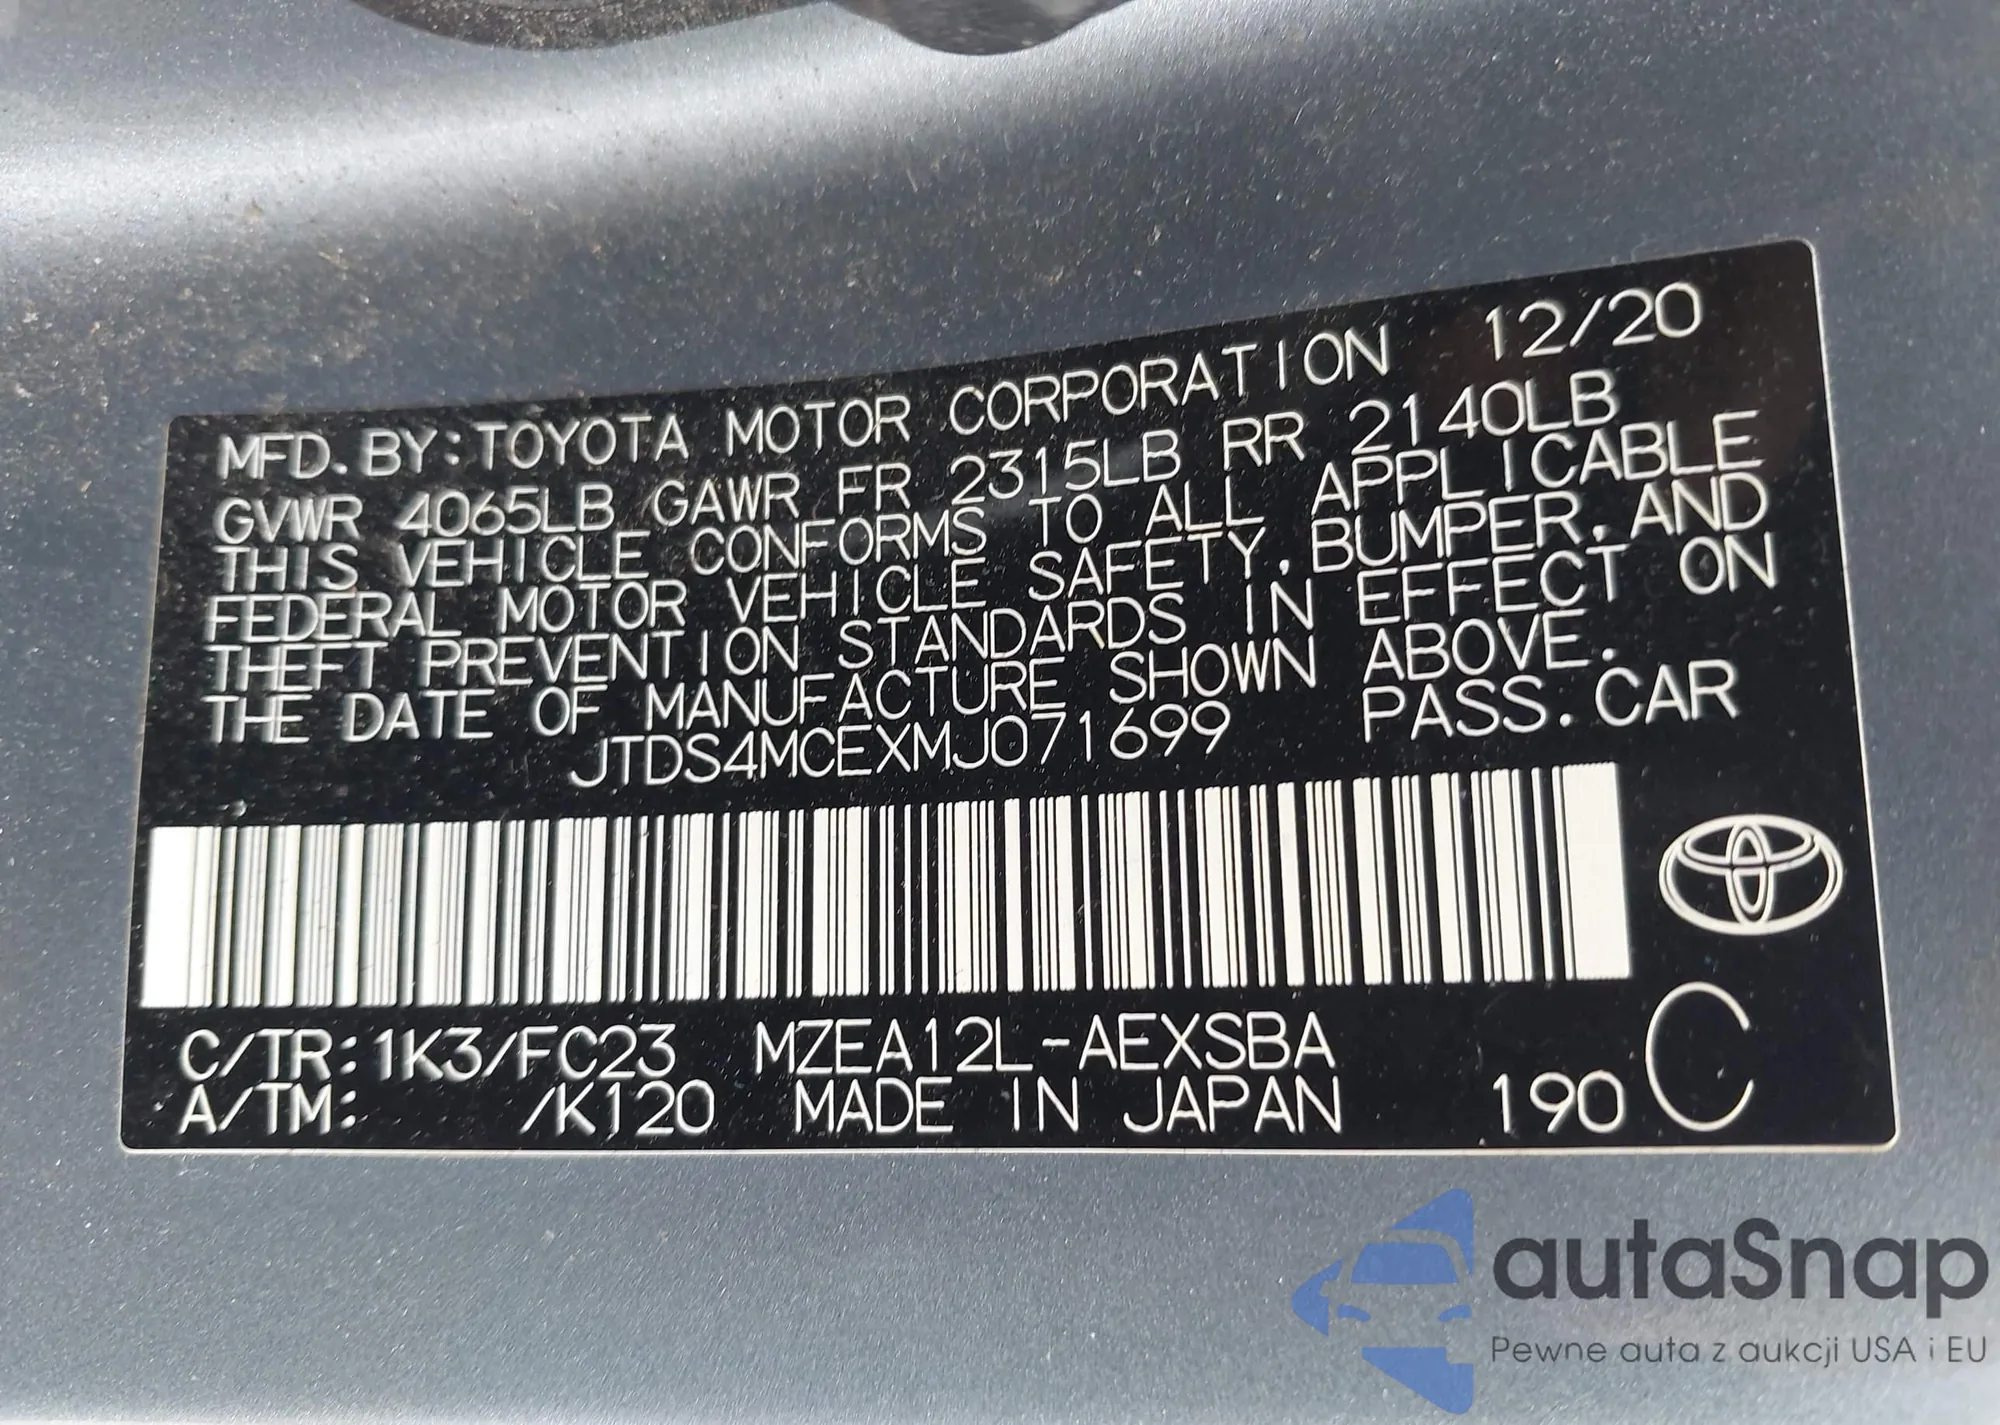 MFD. BY:TOYOTA MOTOR CORPORATION 12/20
GVWR 4065LB GAWR FR 2315LB RR 2140LB
THIS VEHICLE CONFORMS TO ALL APPLICABLE
FEDERAL MOTOR VEHICLE SAFETY, BUMPER, AND
THEFT PREVENTION STANDARDS IN EFFECT ON
THE DATE OF MANUFACTURE SHOWN ABOVE.
JTDS4MCEXMJ071699 PASS. CAR
C/TR: 1K3/FC23 MZEA12L-AEXSBA
A/TM: /K120 MADE IN JAPAN 190 C
autaSnap
Pewne auta z aukcji USA i EU